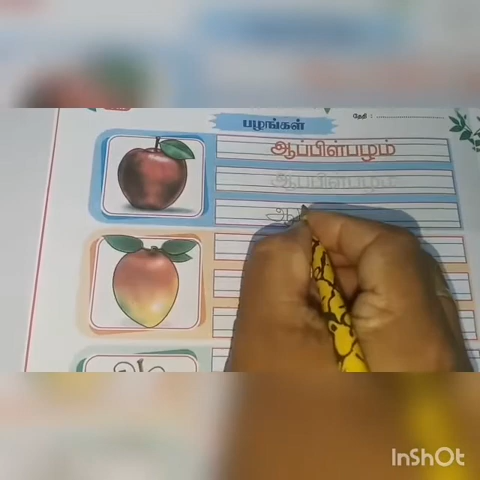 தேதி : ....................
பழங்கள்
ஆப்பிள்பழம்
ஆப்பிள்பழம்
ஆ
InShOt